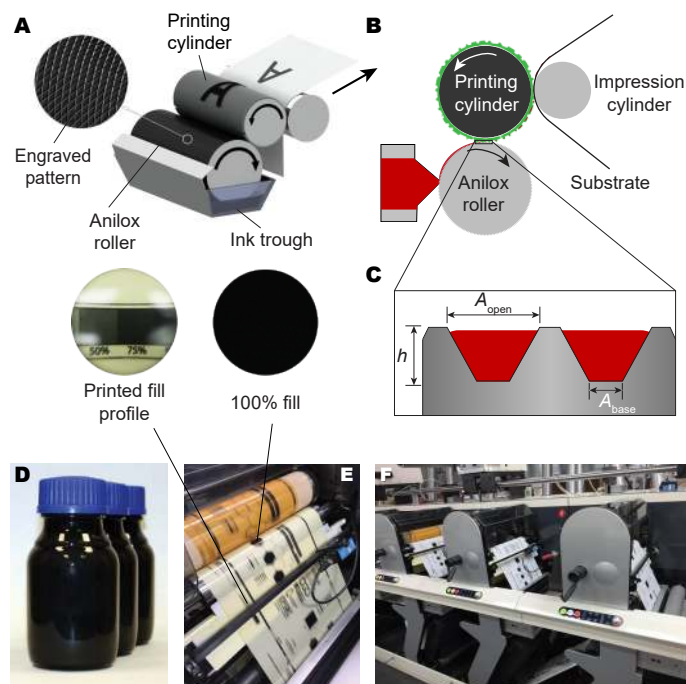 A
Printing
cylinder
A
A
Engraved
pattern
Anilox
roller
Ink trough
B
Printing
cylinder
Impression
cylinder
Anilox
roller
Substrate
C
A open
h
A base
50% 75%
Printed fill
profile
100% fill
D
E
F